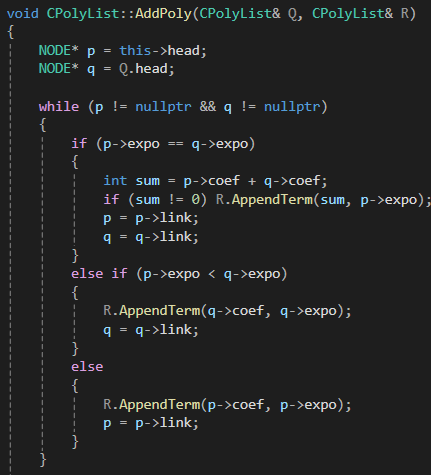 void CPolyList::AddPoly(CPolyList& Q, CPolyList& R)
{
    NODE* p = this->head;
    NODE* q = Q.head;

    while (p != nullptr && q != nullptr)
    {
        if (p->expo == q->expo)
        {
            int sum = p->coef + q->coef;
            if (sum != 0) R.AppendTerm(sum, p->expo);
            p = p->link;
            q = q->link;
        }
        else if (p->expo < q->expo)
        {
            R.AppendTerm(q->coef, q->expo);
            q = q->link;
        }
        else
        {
            R.AppendTerm(p->coef, p->expo);
            p = p->link;
        }
    }